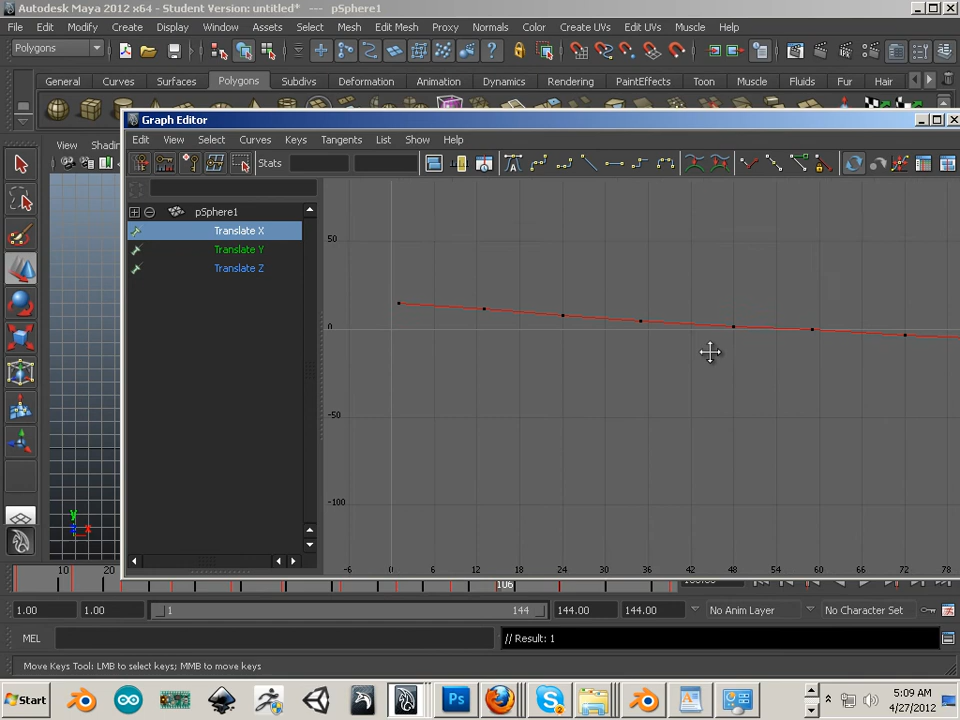 Autodesk Maya 2012 x64 - Student Version: untitled* --- pSphere1
File Edit Modify Create Display Window Assets Select Mesh Edit Mesh Proxy Normals Color Create UVs Edit UVs Muscle Help
Polygons
General Curves Surfaces Polygons Subdivs Deformation Animation Dynamics Rendering PaintEffects Toon Muscle Fluids Fur Hair
Graph Editor
View Shadin
Edit View Select Curves Keys Tangents List Show Help
Stats
pSphere1
Translate X
Translate Y
Translate Z
50
0
-50
-100
-6 0 6 12 18 24 30 36 42 48 54 60 66 72 78
10 20 106
1.00 1.00 1 144 144.00 144.00 No Anim Layer No Character Set
MEL // Result: 1
Move Keys Tool: LMB to select keys; MMB to move keys
Start Ps 5:09 AM
4/27/2012